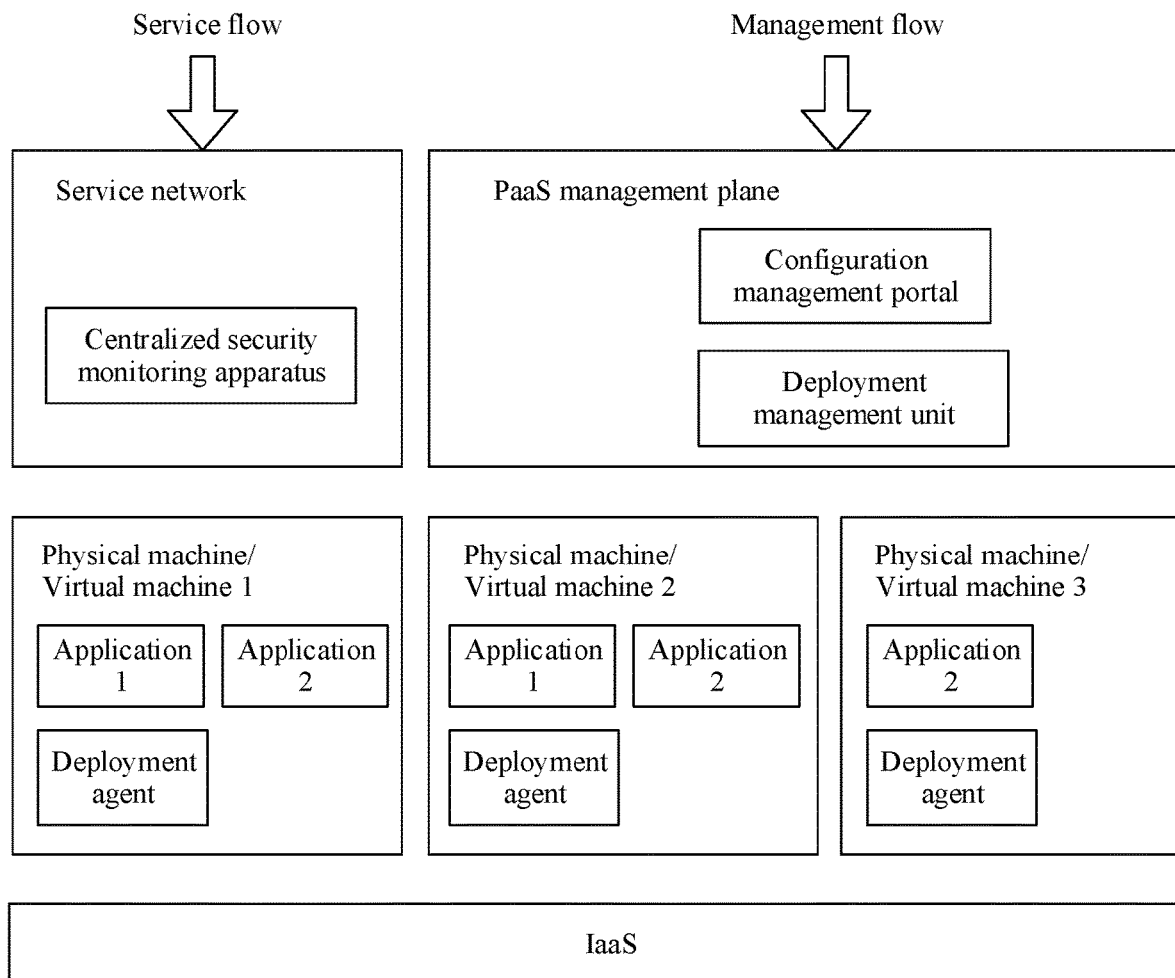 Service flow
Management flow
Service network
PaaS management plane
Configuration
management portal
Centralized security
monitoring apparatus
Deployment
management unit
Physical machine/
Virtual machine 1
Application
1
Application
2
Deployment
agent
Physical machine/
Virtual machine 2
Application
1
Application
2
Deployment
agent
Physical machine/
Virtual machine 3
Application
2
Deployment
agent
IaaS